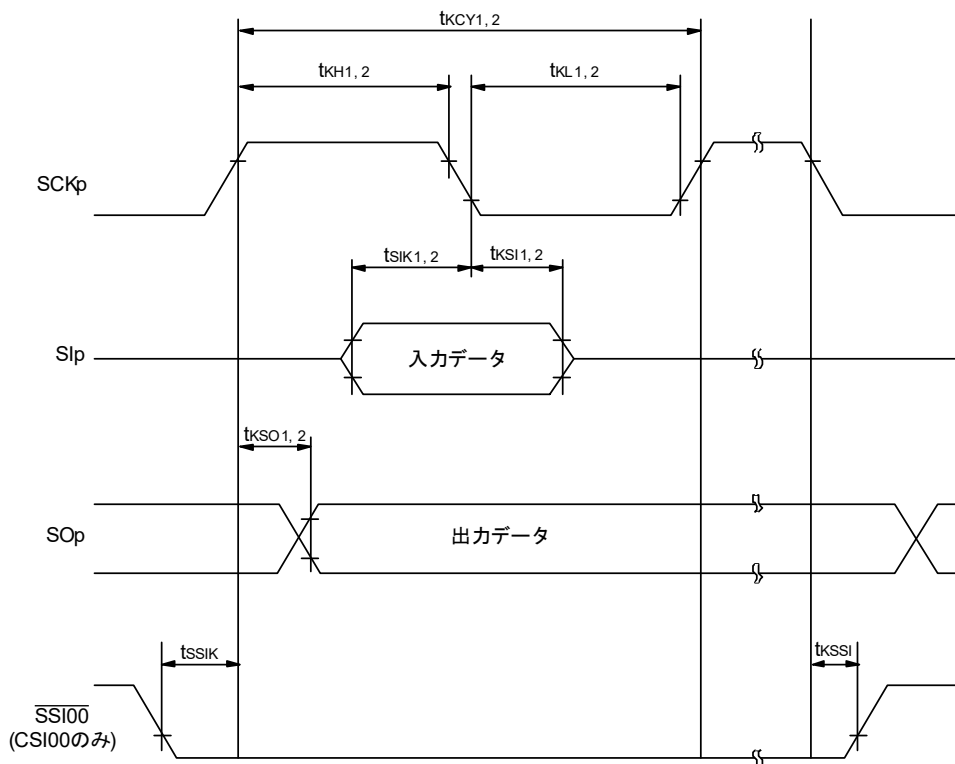 tKCY1, 2
tKH1, 2
tKL1, 2
SCKp
tSIK1, 2
tKSI1, 2
SIp
入力データ
tKSO1, 2
SOp
出力データ
tSSIK
tKSSI
SSI00
(CSI00のみ)